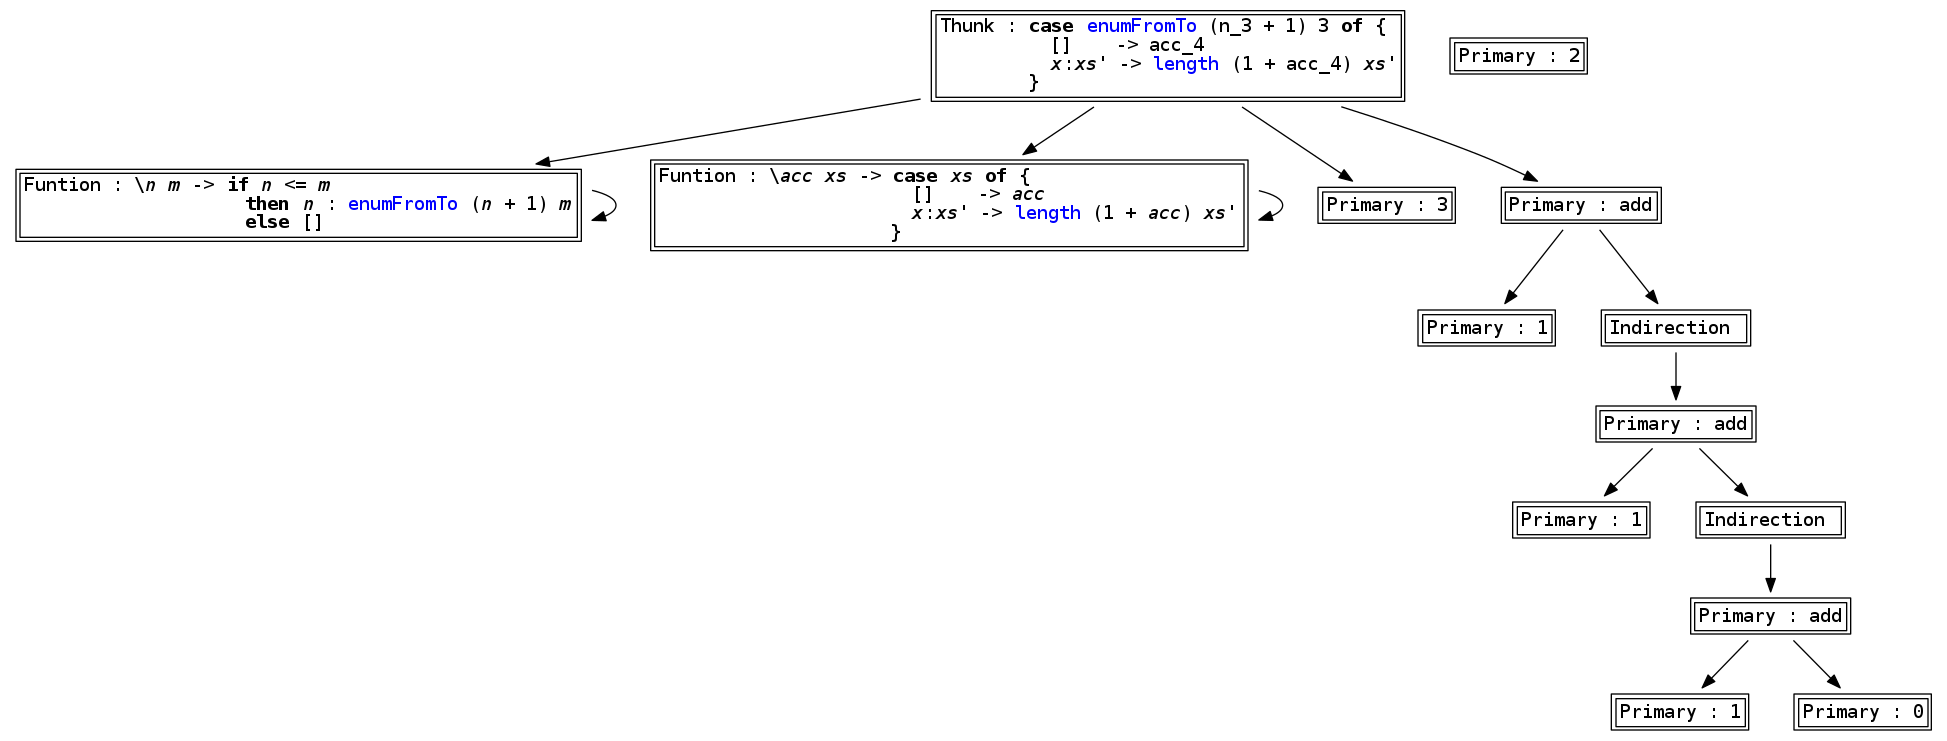 Thunk : case enumFromTo (n_3 + 1) 3 of {
[] -> acc_4
x:xs' -> length (1 + acc_4) xs'
}
Primary : 2
Funtion : \n m -> if n <= m
then n : enumFromTo (n + 1) m
else []
Funtion : \acc xs -> case xs of {
[] -> acc
x:xs' -> length (1 + acc) xs'
}
Primary : 3
Primary : add
Primary : 1
Indirection
Primary : add
Primary : 1
Indirection
Primary : add
Primary : 1
Primary : 0